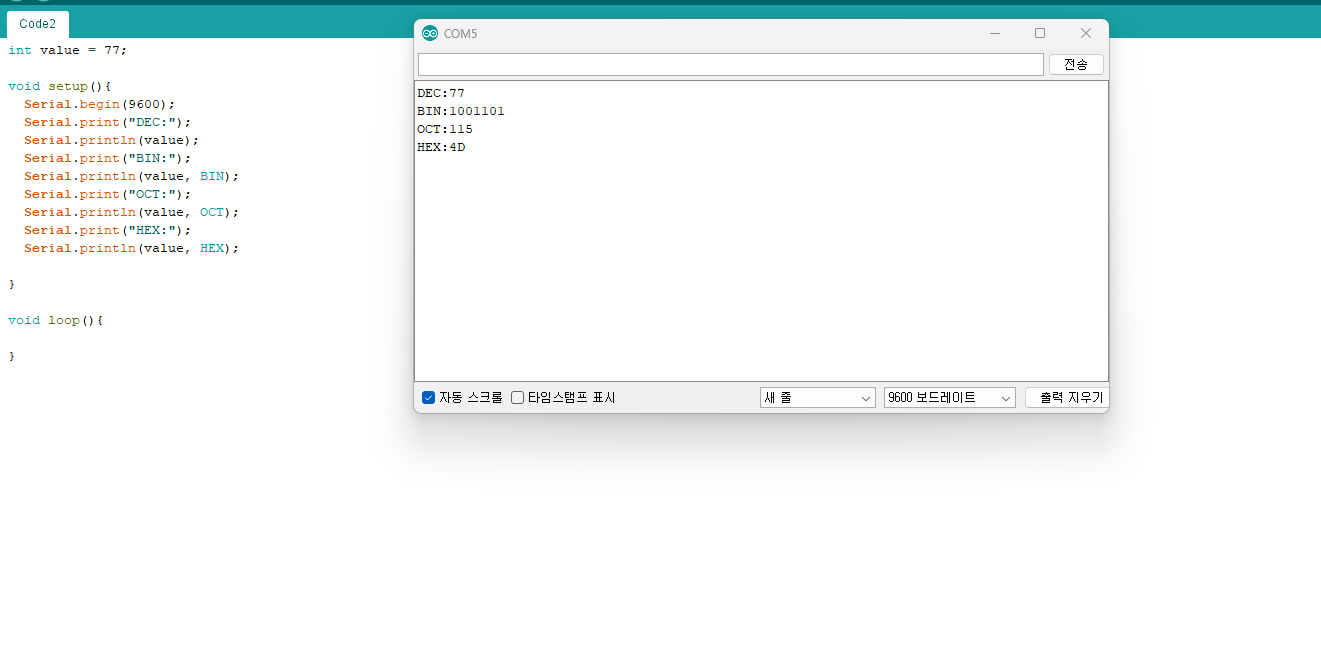 Code2
int value = 77;
void setup(){
Serial.begin(9600);
Serial.print("DEC:");
Serial.println(value);
Serial.print("BIN:");
Serial.println(value, BIN);
Serial.print("OCT:");
Serial.println(value, OCT);
Serial.print("HEX:");
Serial.println(value, HEX);
}
void loop(){
}
COM5
전송
DEC:77
BIN:1001101
OCT:115
HEX:4D
자동 스크롤 타임스탬프 표시 새 줄 9600 보드레이트 출력 지우기